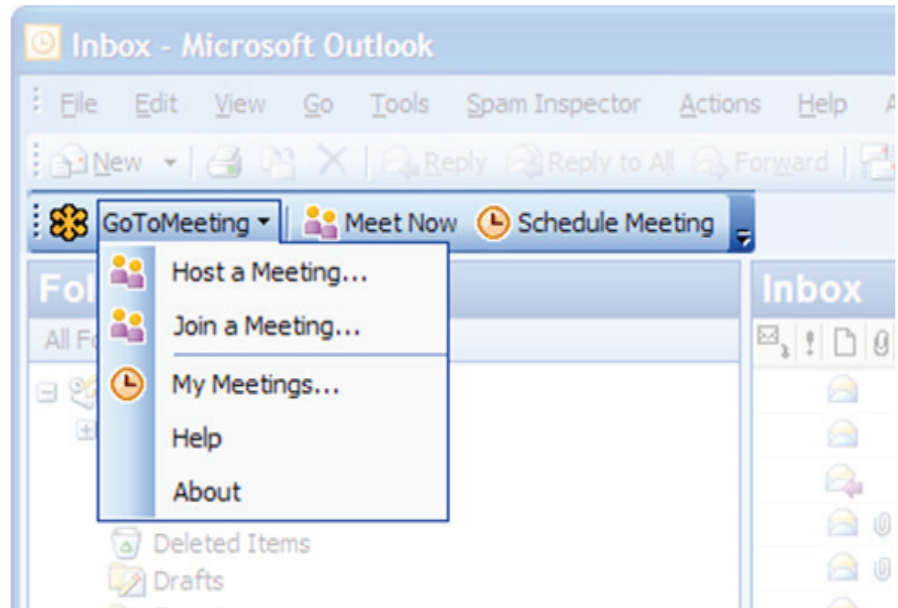 Inbox - Microsoft Outlook
File Edit View Go Tools Spam Inspector Actions Help
New Reply Reply to All Forward
GoToMeeting Meet Now Schedule Meeting
Host a Meeting...
Join a Meeting...
My Meetings...
Help
About
Inbox
Deleted Items
Drafts